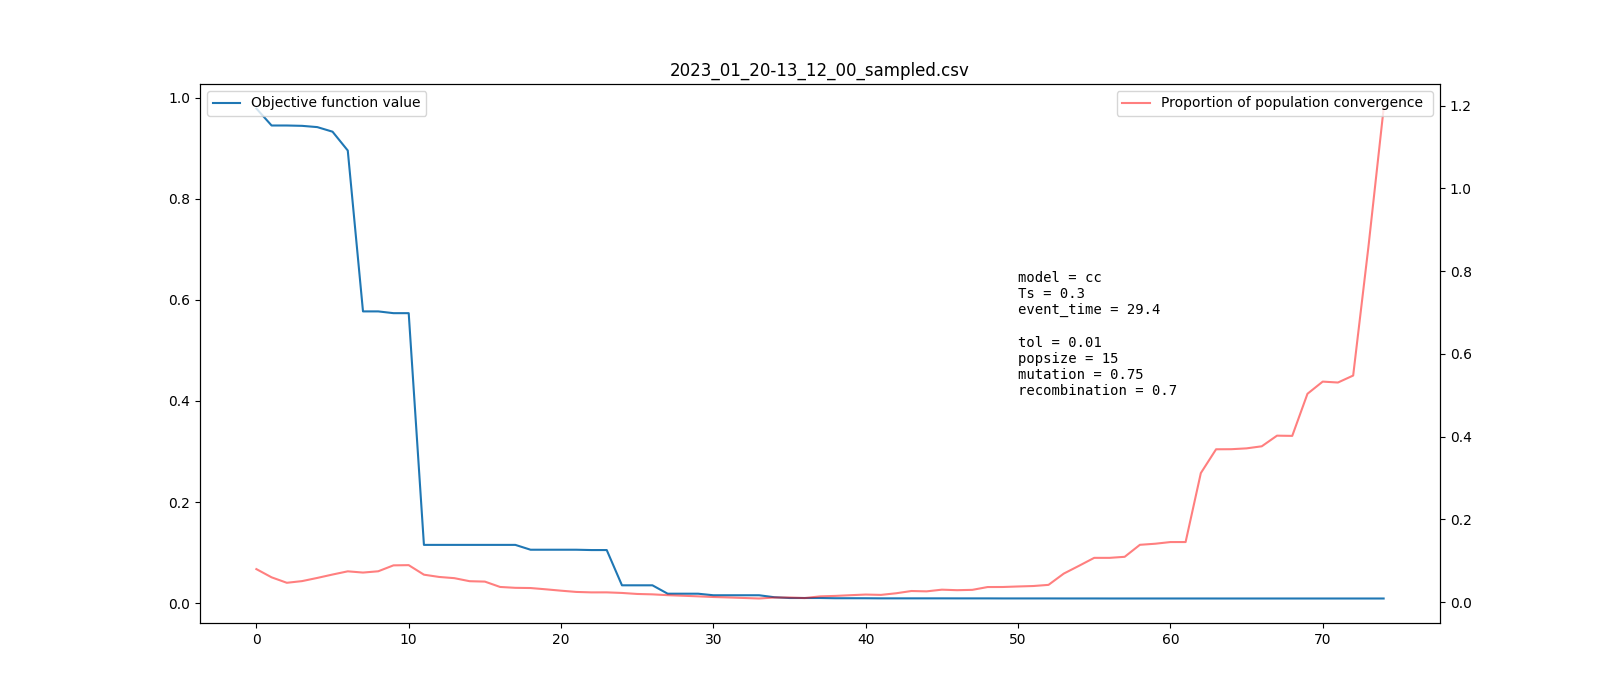 2023_01_20-13_12_00_sampled.csv
Objective function value
Proportion of population convergence
1.0
0.8
0.6
0.4
0.2
0.0
1.2
1.0
0.8
0.6
0.4
0.2
0.0
model = cc
Ts = 0.3
event_time = 29.4
tol = 0.01
popsize = 15
mutation = 0.75
recombination = 0.7
0 10 20 30 40 50 60 70